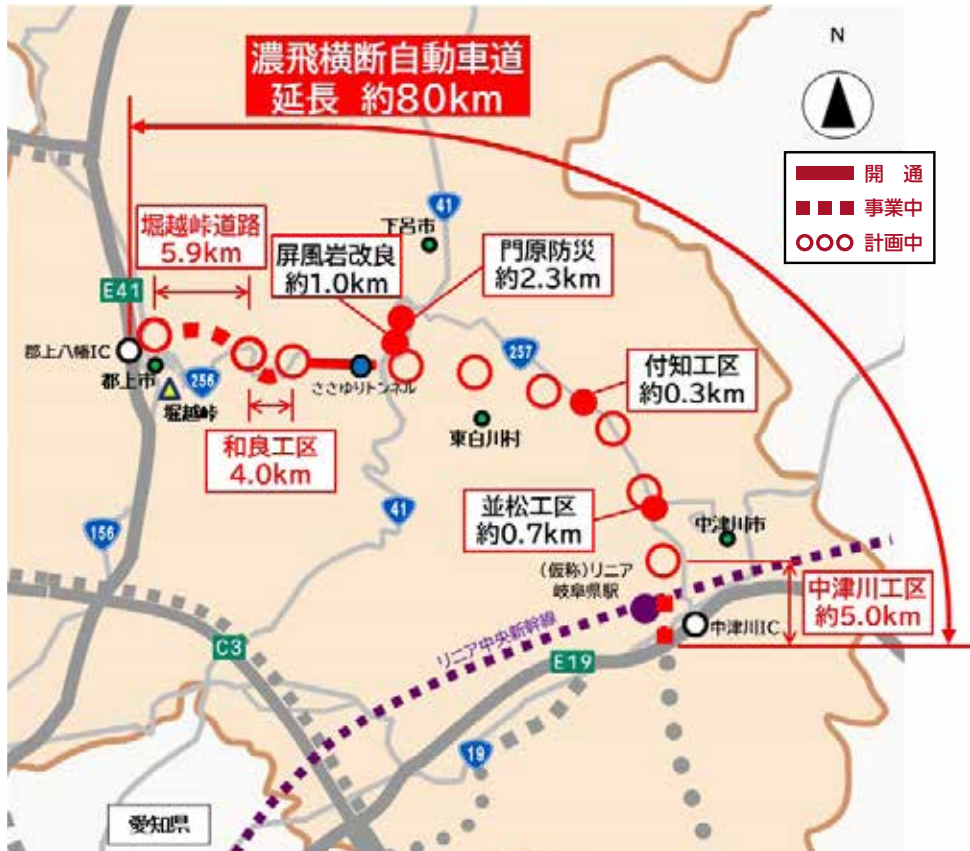 濃飛横断自動車道
延長 約80km
N
開 通
事業中
計画中
堀越峠道路
5.9km
41
下呂市
屏風岩改良
約1.0km
門原防災
約2.3km
E41
郡上八幡IC
郡上市
堀越峠
256
ささゆりトンネル
257
付知工区
約0.3km
東白川村
和良工区
4.0km
41
156
並松工区
約0.7km
中津川市
(仮称)リニア
岐阜県駅
中津川工区
約5.0km
中津川IC
リニア中央新幹線
C3
E19
19
愛知県